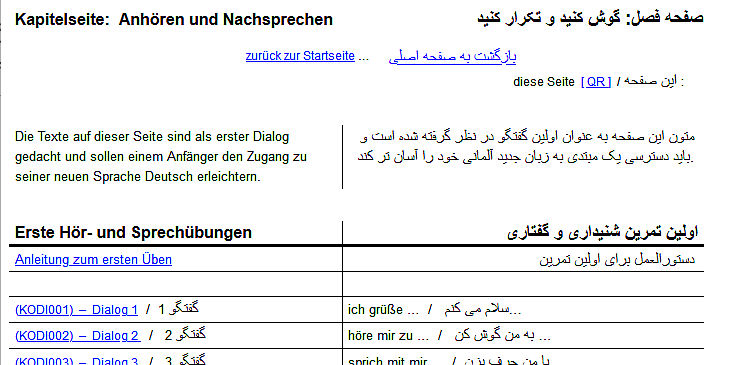 Kapitelseite: Anhören und Nachsprechen صفحه فصل: گوش کنید و تکرار کنید
zurück zur Startseite ... بازگشت به صفحه اصلی
diese Seite [ QR ] / این صفحه :
Die Texte auf dieser Seite sind als erster Dialog
gedacht und sollen einem Anfänger den Zugang zu
seiner neuen Sprache Deutsch erleichtern.
متون این صفحه به عنوان اولین گفتگو در نظر گرفته شده است و
باید دسترسی یک مبتدی به زبان جدید آلمانی خود را آسان تر کند.
Erste Hör- und Sprechübungen اولین تمرین شنیداری و گفتاری
Anleitung zum ersten Üben دستورالعمل برای اولین تمرین
(KODI001) – Dialog 1 / گفتگو 1 ich grüße ... / سلام می کنم...
(KODI002) – Dialog 2 / گفتگو 2 höre mir zu ... / به من گوش کن ...
(KODI003) – Dialog 3 / گفتگو 3 sprich mit mir ... / با من حرف بزن ...